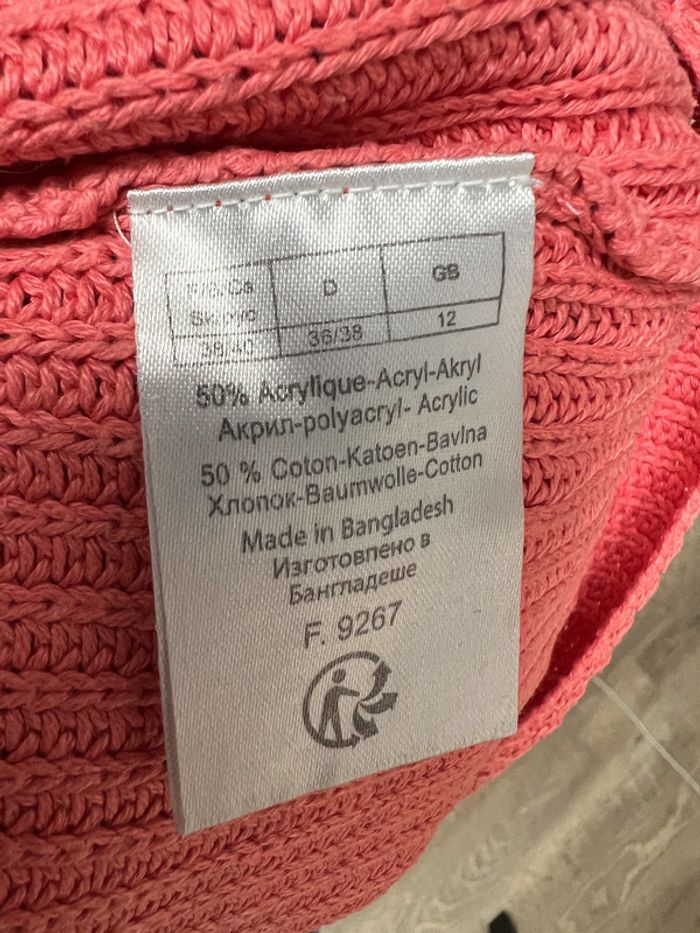 D GB
36/38 12
38/40
50% Acrylique-Acryl-Akryl
Акрил-polyacryl- Acrylic
50 % Coton-Katoen-Bavlna
Хлопок-Baumwolle-Cotton
Made in Bangladesh
Изготовлено в
Бангладеше
F. 9267